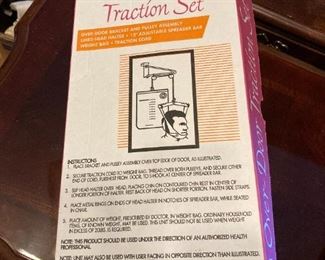 Traction Set
OVER DOOR BRACKET AND PULLEY ASSEMBLY
LINED HEAD HALTER • 12" ADJUSTABLE SPREADER BAR
WEIGHT BAG • TRACTION CORD
INSTRUCTIONS
1. PLACE BRACKET AND PULLEY ASSEMBLY OVER TOP EDGE OF DOOR, AS ILLUSTRATED.
2. SECURE TRACTION CORD TO WEIGHT BAG. THREAD OVER BOTH PULLEYS, AND SECURE OTHER
END OF CORD, FURTHEST FROM DOOR, TO S-HOOK AT CENTER OF SPREADER BAR.
3. SLIP HEAD HALTER OVER HEAD, PLACING CHIN ON CONTOURED CHIN REST IN CENTER OF
LONGER PORTION OF HALTER. REST BACK OF HEAD ON SHORTER PORTION. FASTEN SIDE STRAPS.
4. PLACE METAL RINGS ON ENDS OF HEAD HALTER IN NOTCHES OF SPREADER BAR, WHILE SEATED
IN CHAIR.
5. PLACE AMOUNT OF WEIGHT, PRESCRIBED BY DOCTOR, IN WEIGHT BAG. ORDINARY HOUSEHOLD
ITEMS, OF KNOWN WEIGHT, MAY BE USED. THIS UNIT SHOULD NOT BE USED WHEN WEIGHT
IN EXCESS OF 20LBS. IS REQUIRED.
NOTE: THIS PRODUCT SHOULD BE USED UNDER THE DIRECTION OF AN AUTHORIZED HEALTH
PROFESSIONAL.
NOTE: UNIT MAY ALSO BE USED WITH USER FACING IN OPPOSITE DIRECTION THAN ILLUSTRATED.
Over-Door Traction Set